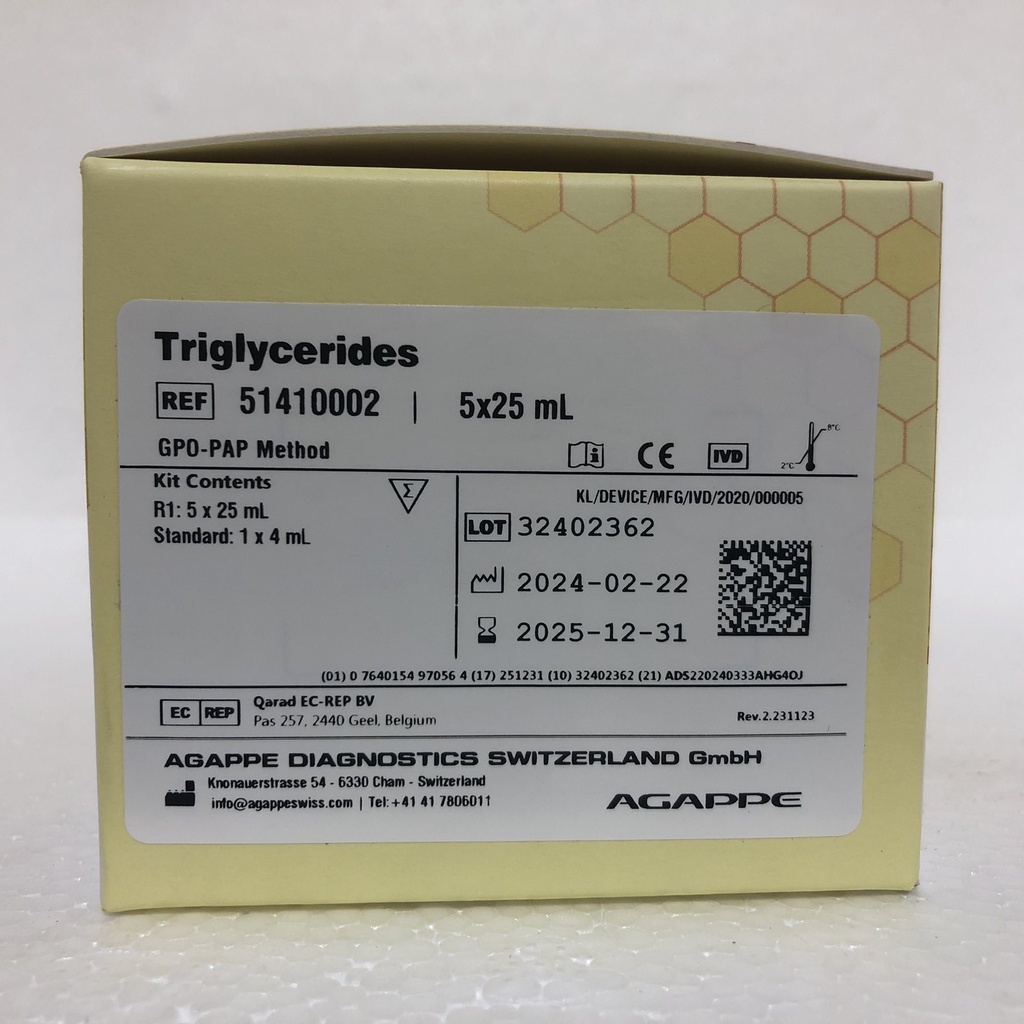 Triglycerides
REF 51410002 | 5x25 mL
GPO-PAP Method
i CE IVD 2°C 8°C
Kit Contents
R1: 5 x 25 mL
Standard: 1 x 4 mL
Σ
KL/DEVICE/MFG/IVD/2020/000005
LOT 32402362
2024-02-22
2025-12-31
(01) 0 7640154 97056 4 (17) 251231 (10) 32402362 (21) ADS220240333AHG4OJ
EC REP Qarad EC-REP BV
Pas 257, 2440 Geel, Belgium
Rev.2.231123
AGAPPE DIAGNOSTICS SWITZERLAND GmbH
Knonauerstrasse 54 - 6330 Cham - Switzerland
info@agappeswiss.com | Tel:+41 41 7806011
AGAPPE